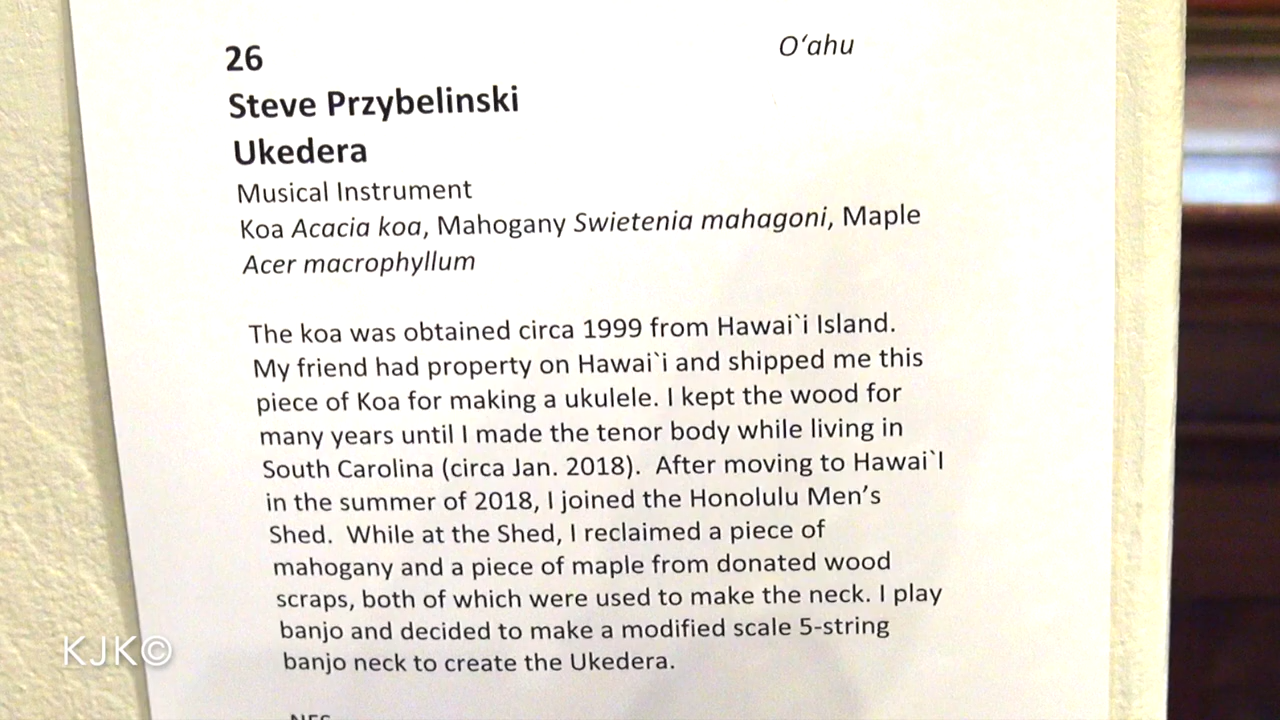 26
O‘ahu
Steve Przybelinski
Ukedera
Musical Instrument
Koa Acacia koa, Mahogany Swietenia mahagoni, Maple
Acer macrophyllum
The koa was obtained circa 1999 from Hawai`i Island.
My friend had property on Hawai`i and shipped me this
piece of Koa for making a ukulele. I kept the wood for
many years until I made the tenor body while living in
South Carolina (circa Jan. 2018).  After moving to Hawai`I
in the summer of 2018, I joined the Honolulu Men’s
Shed.  While at the Shed, I reclaimed a piece of
mahogany and a piece of maple from donated wood
scraps, both of which were used to make the neck. I play
banjo and decided to make a modified scale 5-string
banjo neck to create the Ukedera.
KJK©